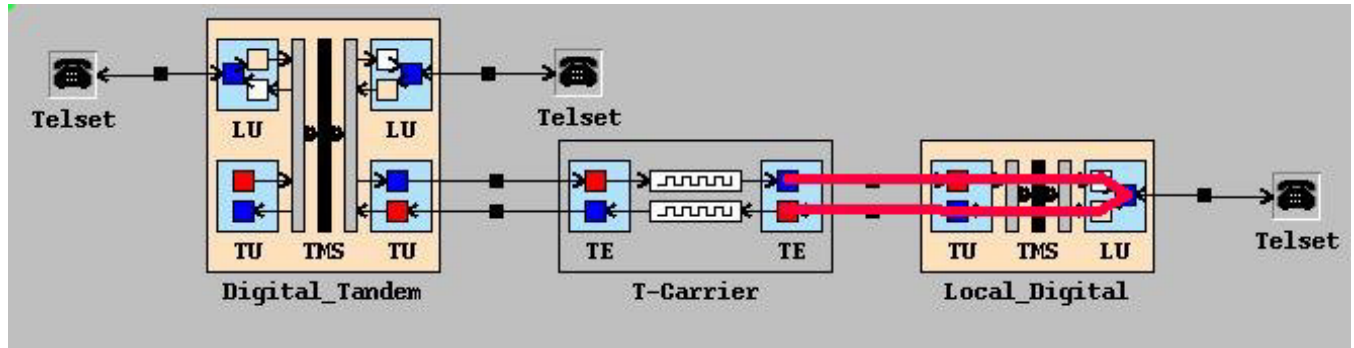 Telset
LU
LU
Telset
TU
TMS
TU
TE
TE
TU
TMS
LU
Telset
Digital_Tandem
T-Carrier
Local_Digital